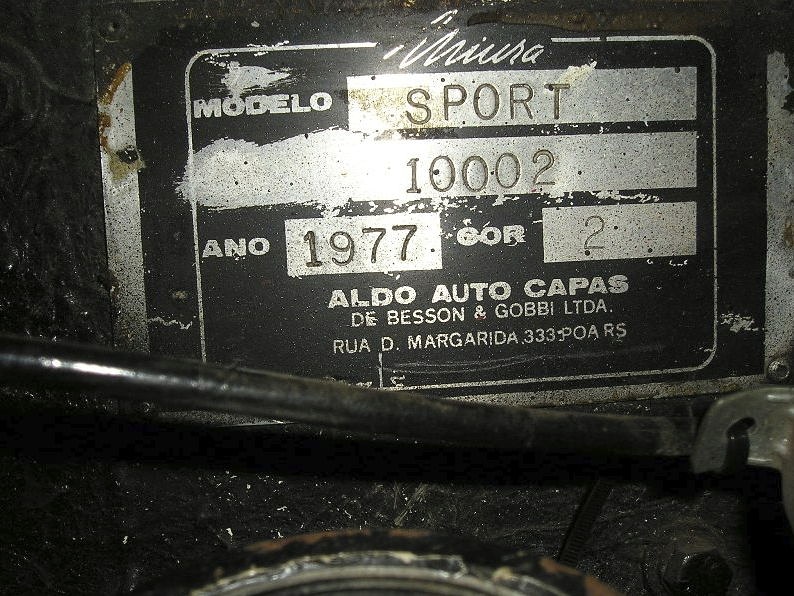 Miura
MODELO SPORT
10002
ANO 1977 COR 2
ALDO AUTO CAPAS
DE BESSON & GOBBI LTDA.
RUA D. MARGARIDA, 333-POA RS